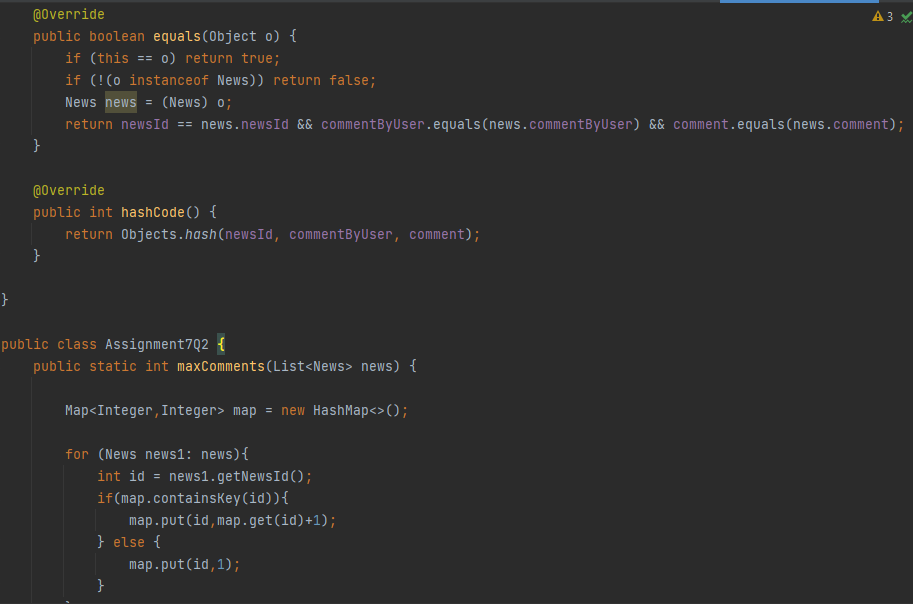 @Override
3
public boolean equals(Object o) {
if (this == o) return true;
if (!(o instanceof News)) return false;
News news = (News) o;
return newsId == news.newsId && commentByUser.equals(news.commentByUser) && comment.equals(news.comment);
}
@Override
public int hashCode() {
return Objects.hash(newsId, commentByUser, comment);
}
}
public class Assignment7Q2 {
public static int maxComments(List<News> news) {
Map<Integer,Integer> map = new HashMap<>();
for (News news1: news){
int id = news1.getNewsId();
if(map.containsKey(id)){
map.put(id,map.get(id)+1);
} else {
map.put(id,1);
}